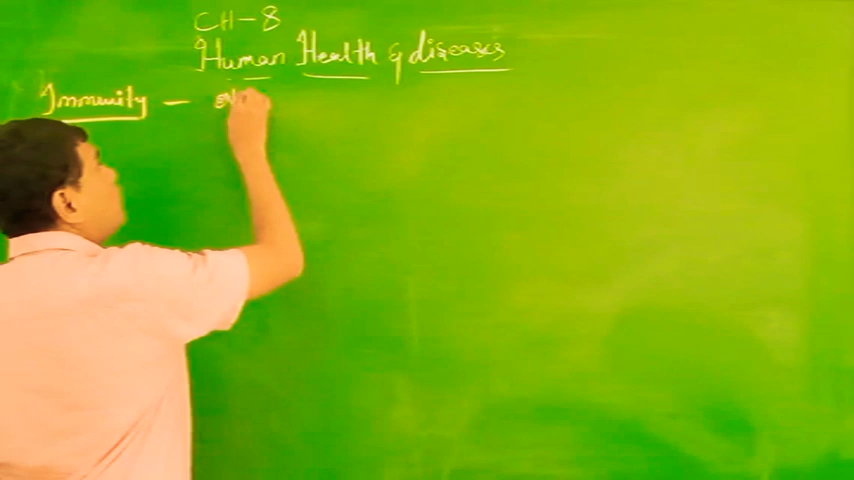 CH-8
Human Health & diseases
Immunity —